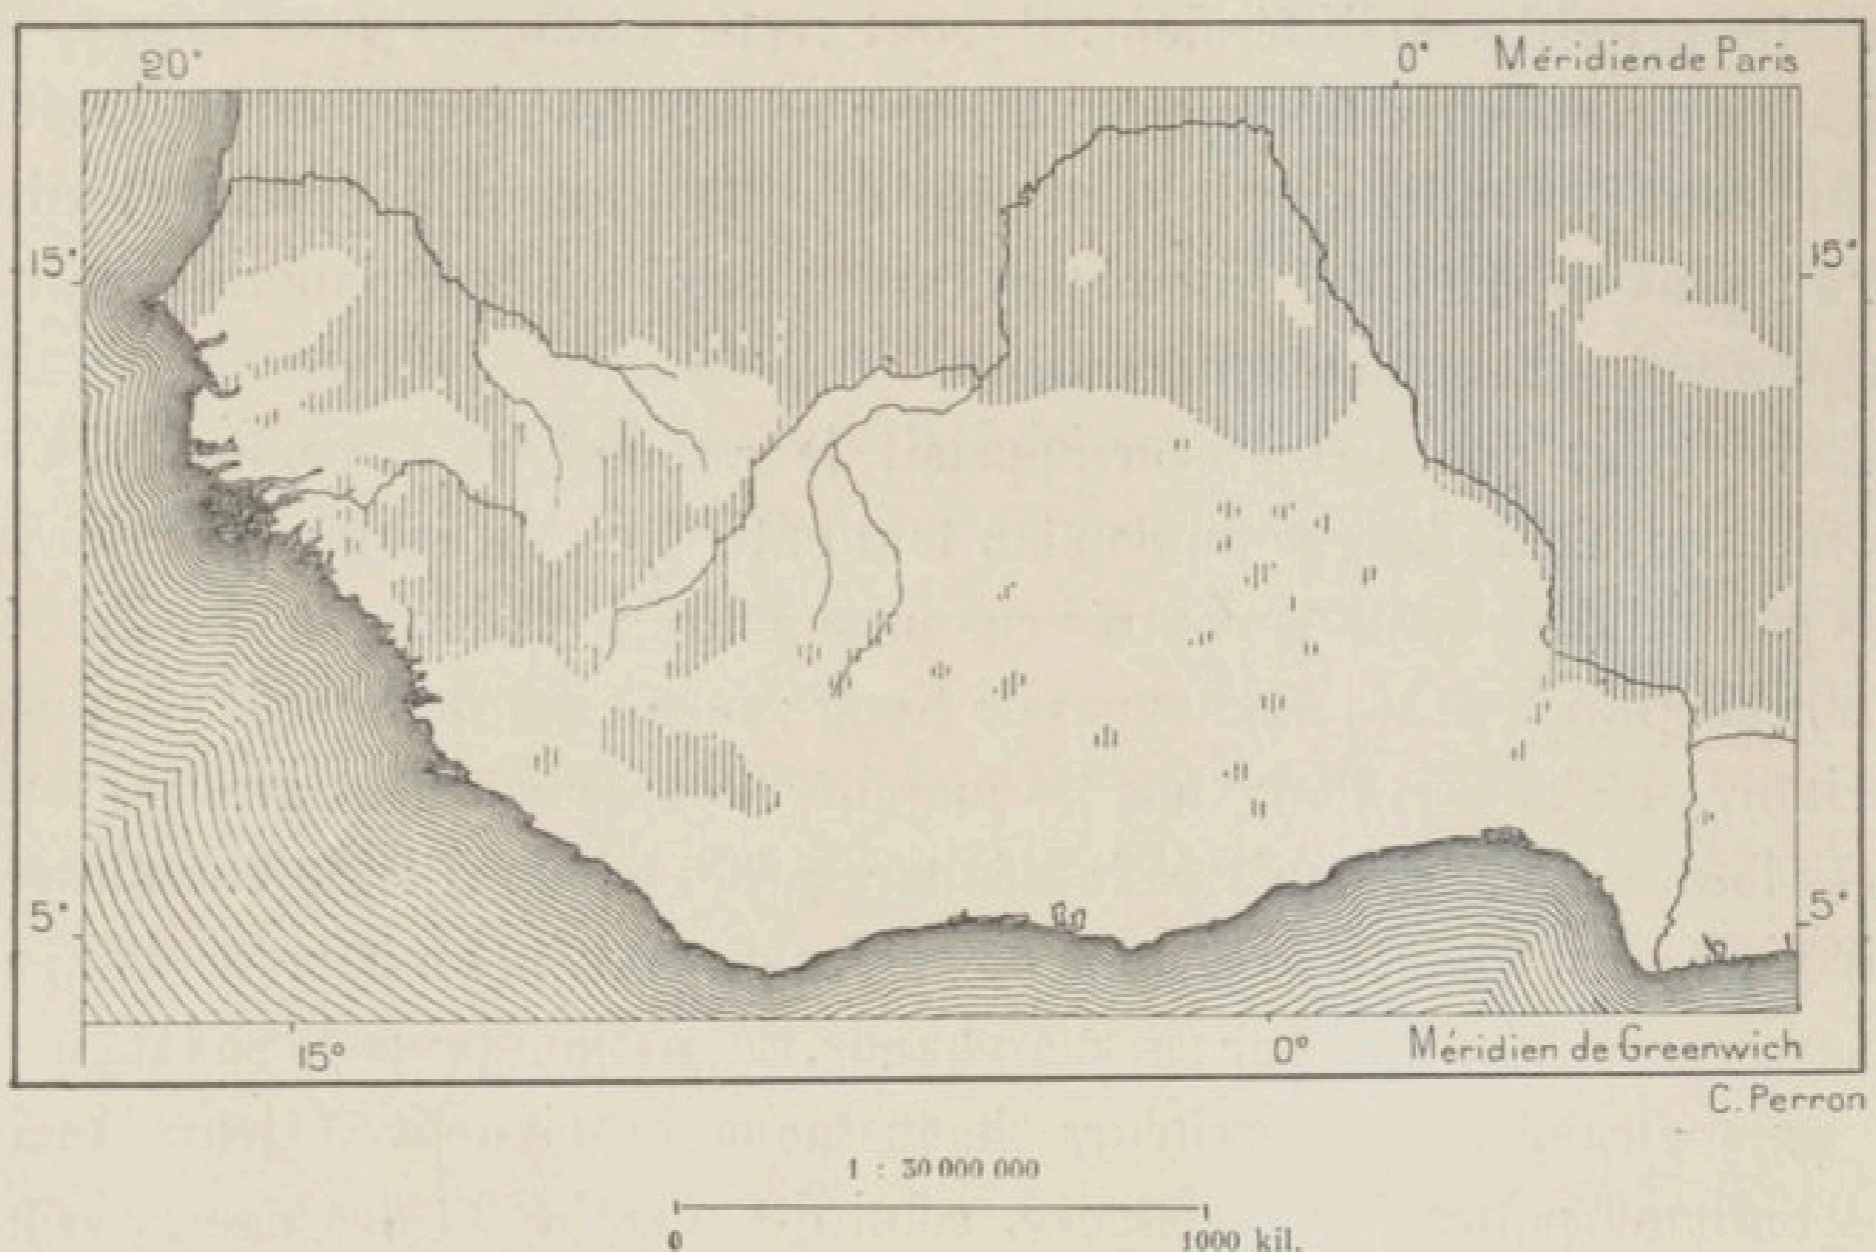 20° 0° Méridien de Paris
15° 15°
5° 5°
15° 0° Méridien de Greenwich
C. Perron
1 : 30 000 000
0 1000 kil.